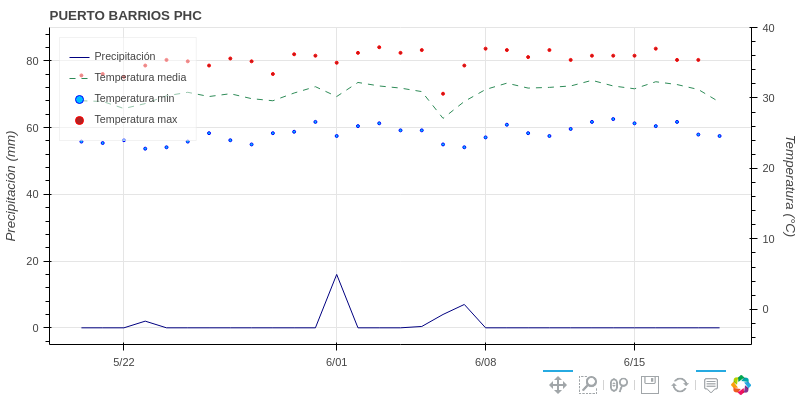 PUERTO BARRIOS PHC
Precipitación
Temperatura media
Temperatura min
Temperatura max
Precipitación (mm)
80
60
40
20
0
Temperatura (°C)
40
30
20
10
0
5/22
6/01
6/08
6/15